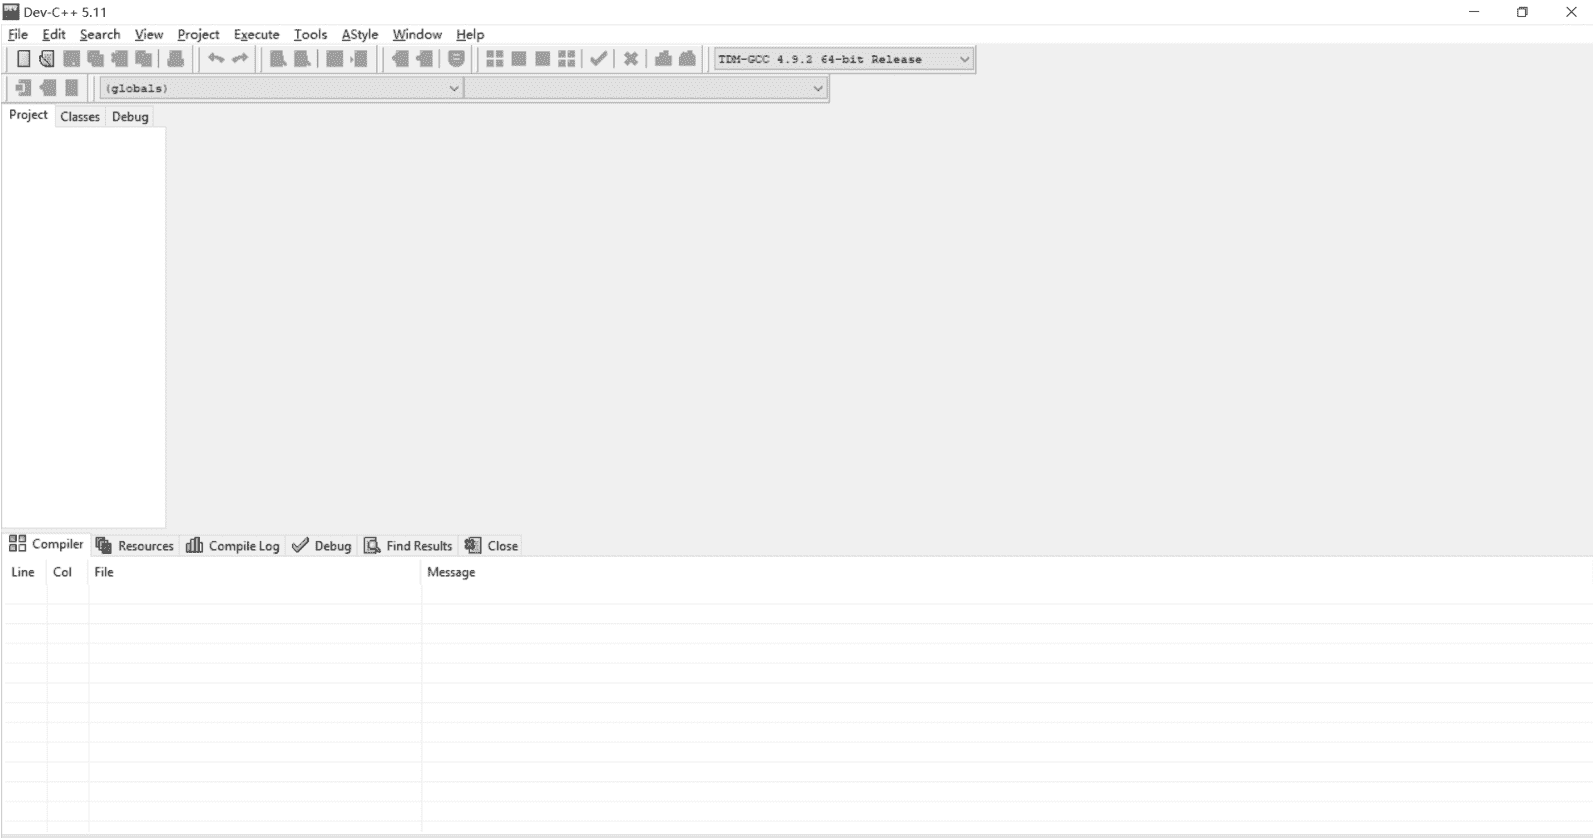 Dev-C++ 5.11
File Edit Search View Project Execute Tools AStyle Window Help
TDM-GCC 4.9.2 64-bit Release
(globals)
Project Classes Debug
Compiler Resources Compile Log Debug Find Results Close
Line Col File Message